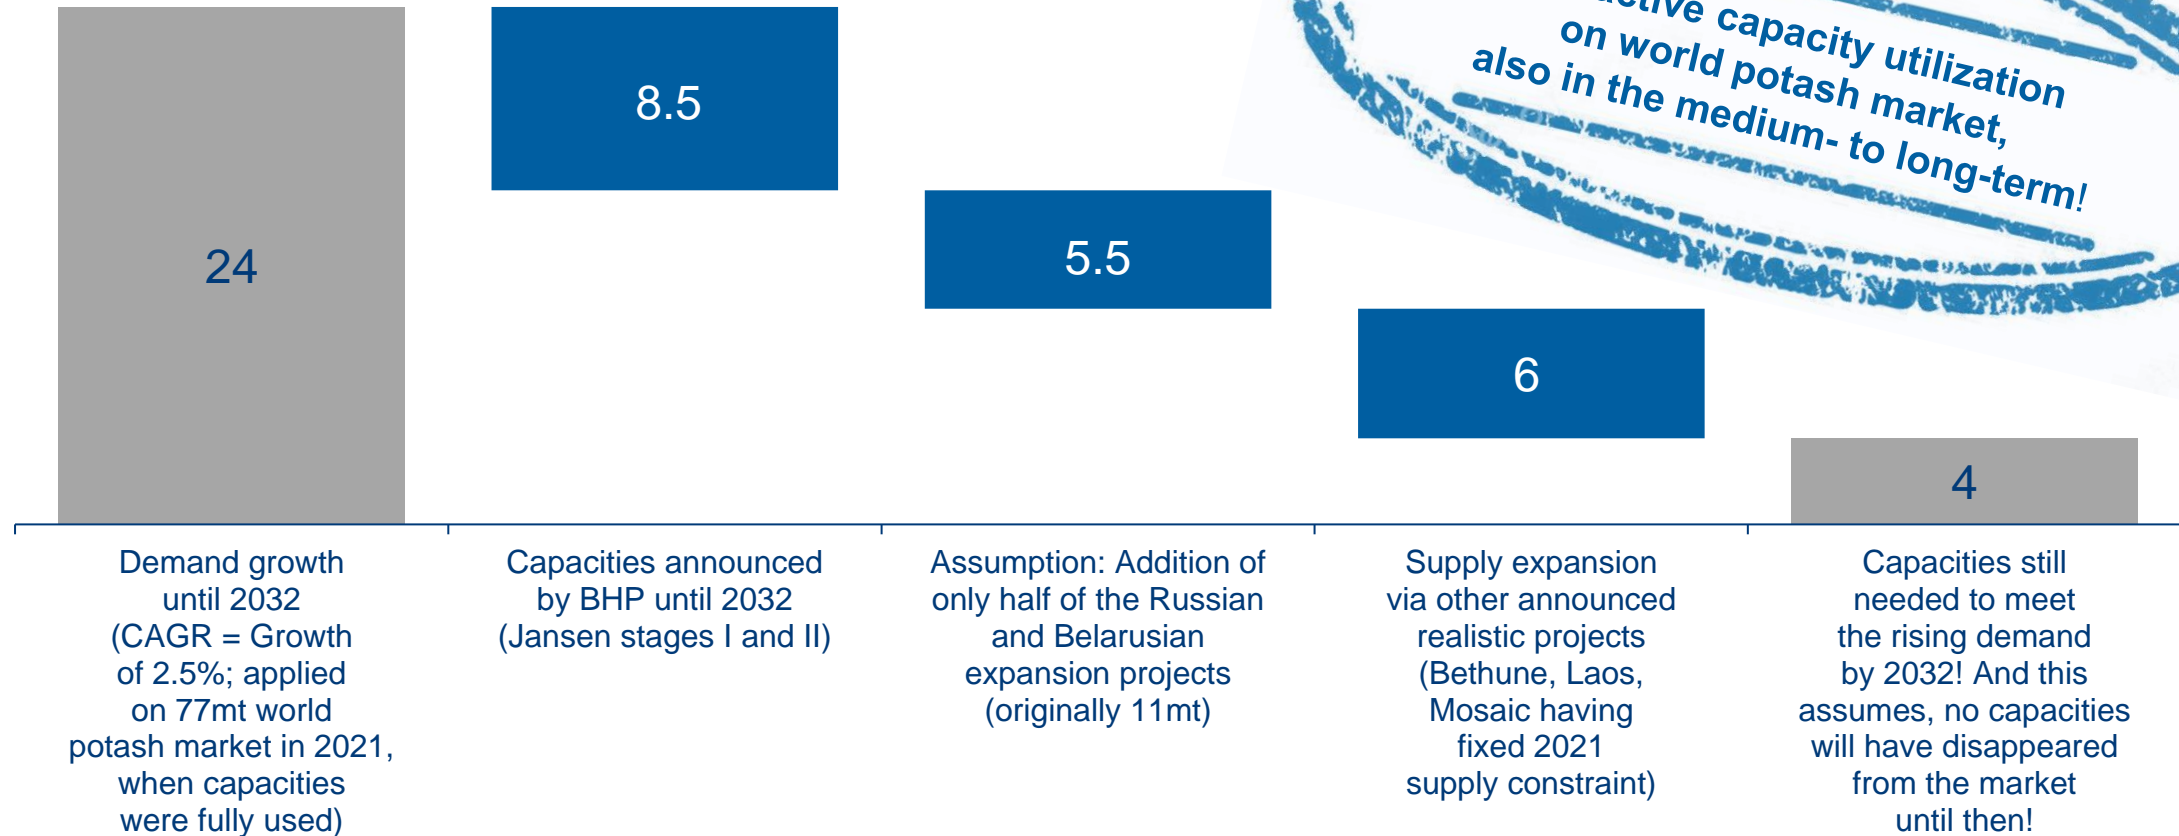 capacity utilization
on world potash market,
also in the medium- to long-term!
8.5
24
5.5
6
4
Demand growth
until 2032
(CAGR = Growth
of 2.5%; applied
on 77mt world
potash market in 2021,
when capacities
were fully used)
Capacities announced
by BHP until 2032
(Jansen stages I and II)
Assumption: Addition of
only half of the Russian
and Belarusian
expansion projects
(originally 11mt)
Supply expansion
via other announced
realistic projects
(Bethune, Laos,
Mosaic having
fixed 2021
supply constraint)
Capacities still
needed to meet
the rising demand
by 2032! And this
assumes, no capacities
will have disappeared
from the market
until then!